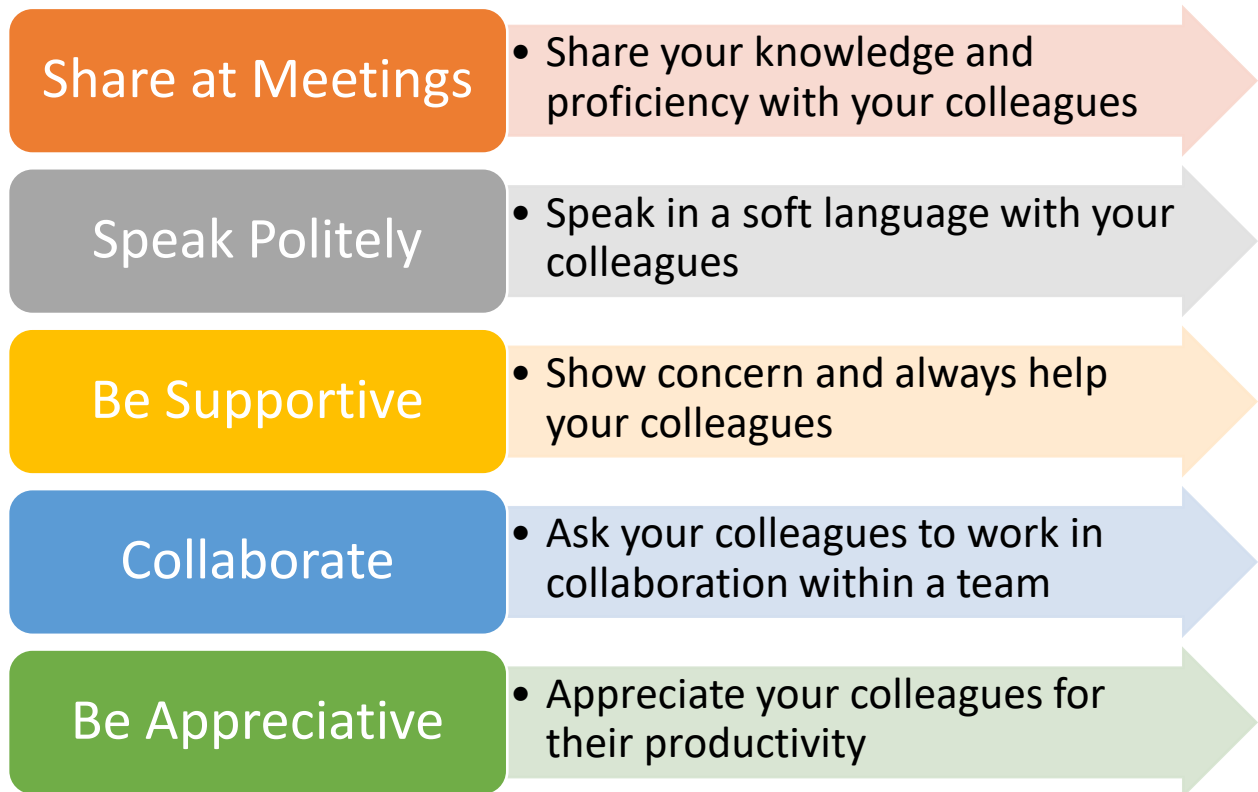 Share at Meetings
• Share your knowledge and
proficiency with your colleagues
Speak Politely
• Speak in a soft language with your
colleagues
Be Supportive
• Show concern and always help
your colleagues
Collaborate
• Ask your colleagues to work in
collaboration within a team
Be Appreciative
• Appreciate your colleagues for
their productivity